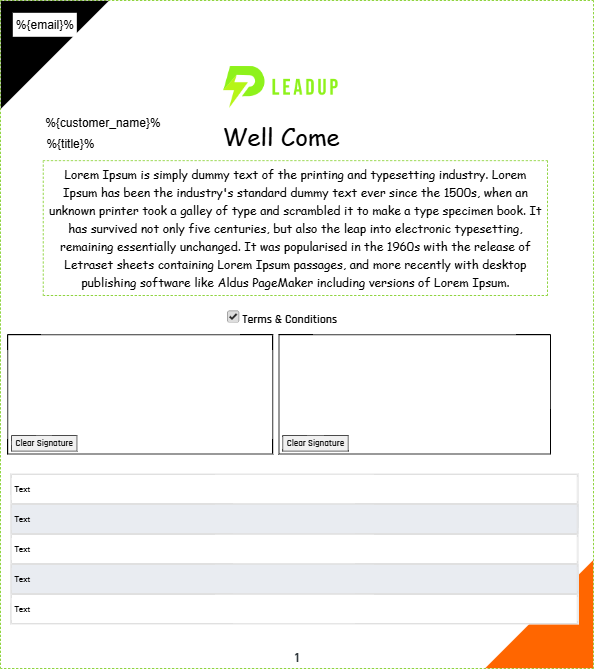 %{email}%
LEADUP
%{customer_name}%
%{title}%
Well Come
Lorem Ipsum is simply dummy text of the printing and typesetting industry. Lorem
Ipsum has been the industry's standard dummy text ever since the 1500s, when an
unknown printer took a galley of type and scrambled it to make a type specimen book. It
has survived not only five centuries, but also the leap into electronic typesetting,
remaining essentially unchanged. It was popularised in the 1960s with the release of
Letraset sheets containing Lorem Ipsum passages, and more recently with desktop
publishing software like Aldus PageMaker including versions of Lorem Ipsum.
Terms & Conditions
Clear Signature
Clear Signature
Text
Text
Text
Text
Text
1